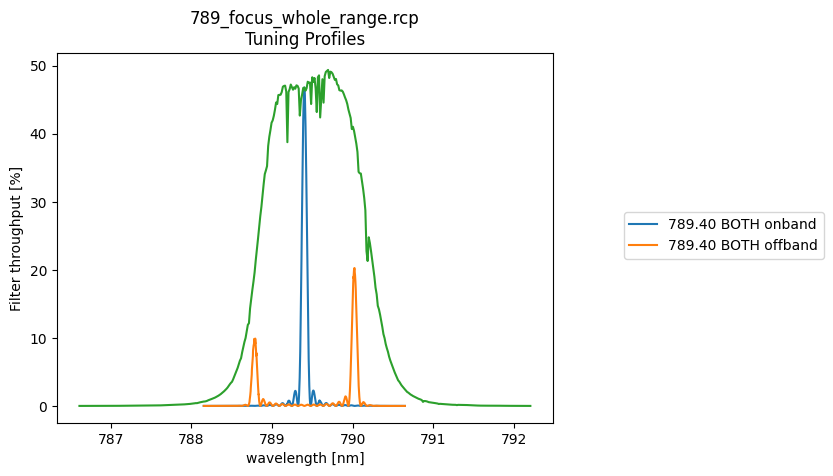 789_focus_whole_range.rcp
Tuning Profiles
Filter throughput [%]
50
40
30
20
10
0
787
788
789
790
791
792
wavelength [nm]
789.40 BOTH onband
789.40 BOTH offband